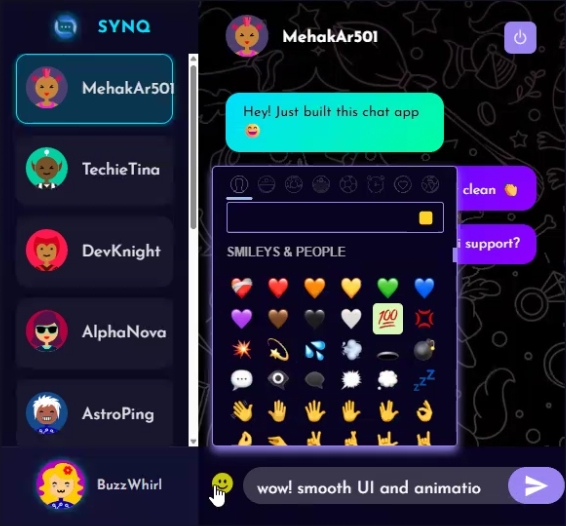 SYNQ
MehakAr501
TechieTina
DevKnight
AlphaNova
AstroPing
BuzzWhirl
MehakAr501
Hey! Just built this chat app
😄
clean 👏
i support?
SMILEYS & PEOPLE
wow! smooth UI and animatio